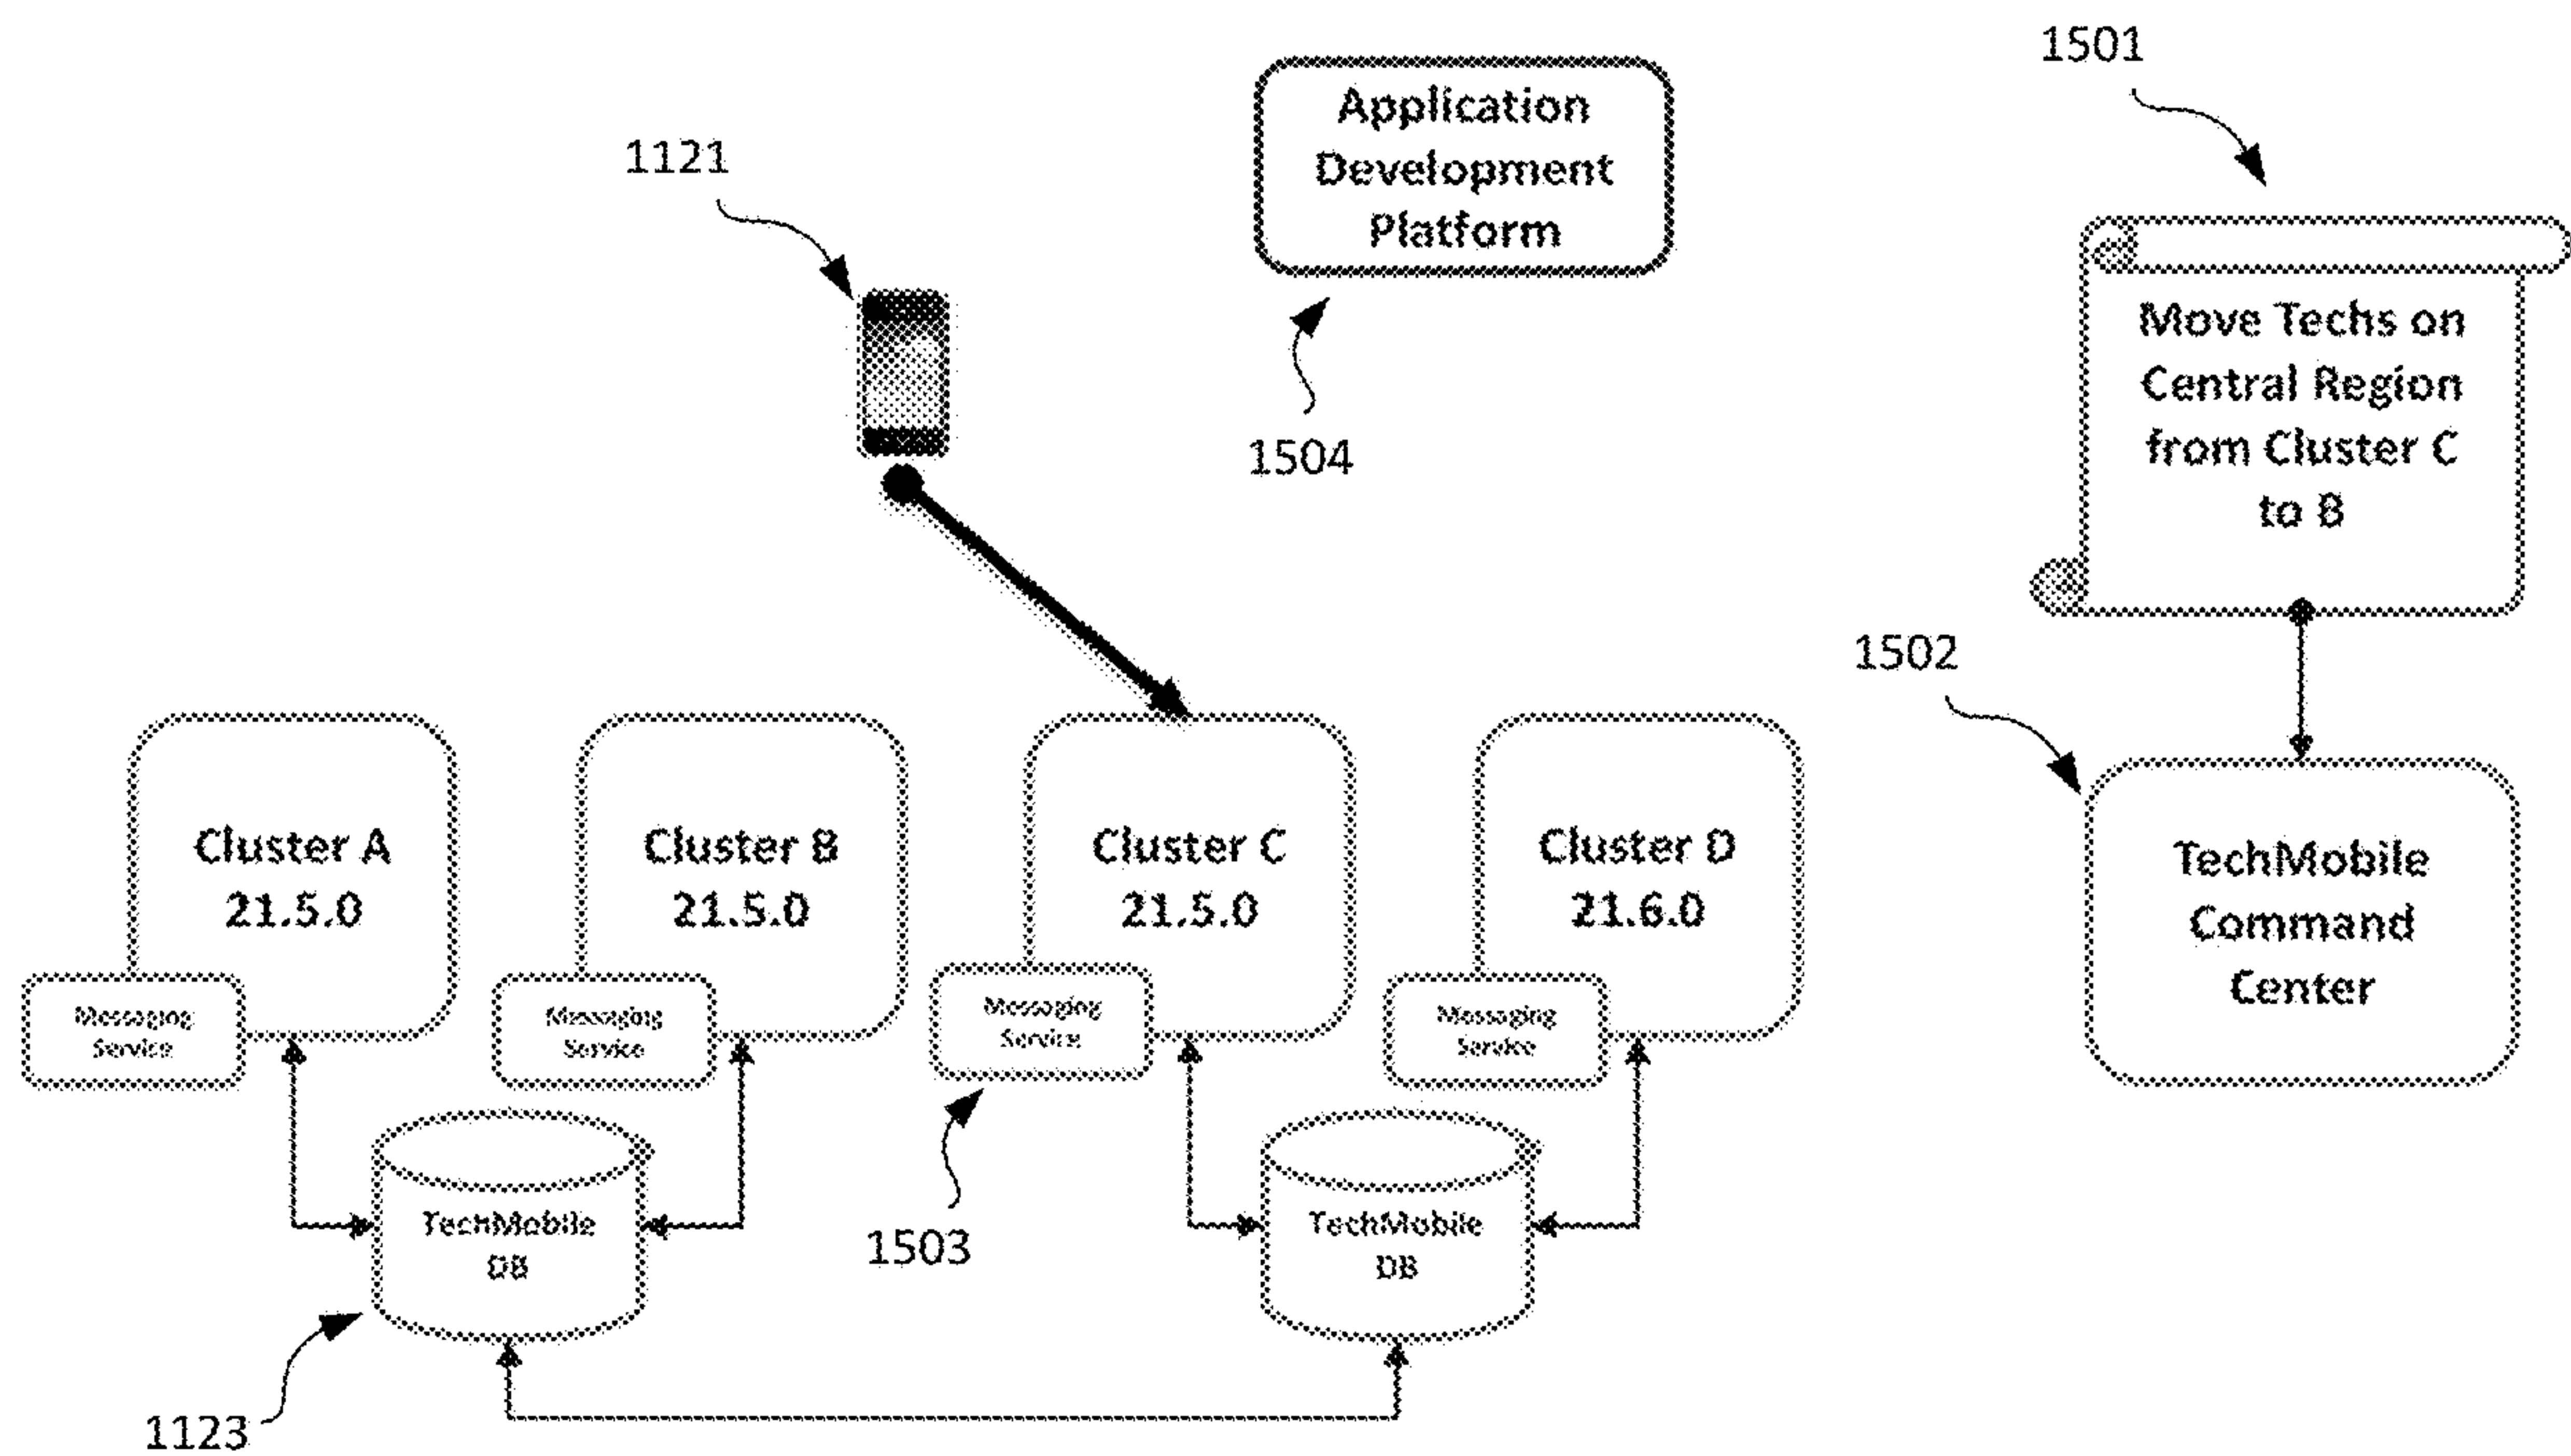 1501
Application
Development
Platform
1121
1504
Move Techs on
Central Region
from Cluster C
to B
1502
Cluster A
21.5.0
Cluster B
21.5.0
Cluster C
21.5.0
Cluster D
21.6.0
TechMobile
Command
Center
Messaging
Service
Messaging
Service
Messaging
Service
Messaging
Service
1503
TechMobile
DB
TechMobile
DB
1123